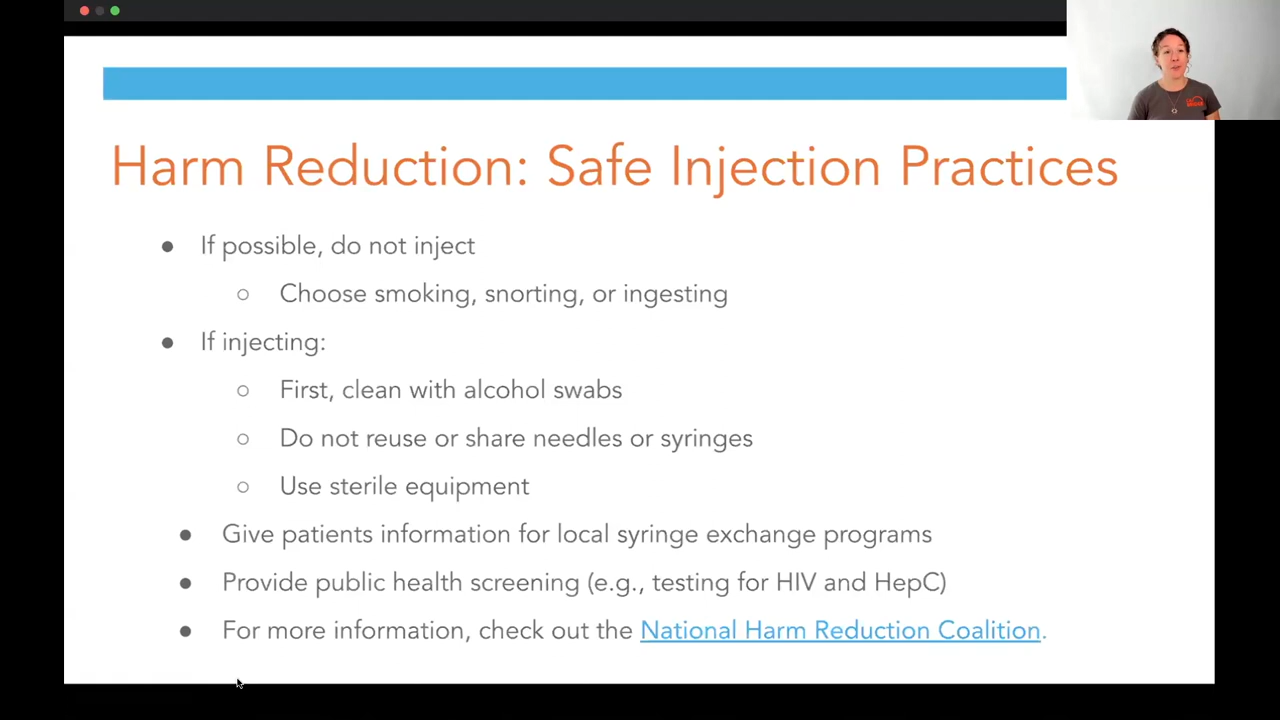 Harm Reduction: Safe Injection Practices
● If possible, do not inject
○ Choose smoking, snorting, or ingesting
● If injecting:
○ First, clean with alcohol swabs
○ Do not reuse or share needles or syringes
○ Use sterile equipment
● Give patients information for local syringe exchange programs
● Provide public health screening (e.g., testing for HIV and HepC)
● For more information, check out the National Harm Reduction Coalition.